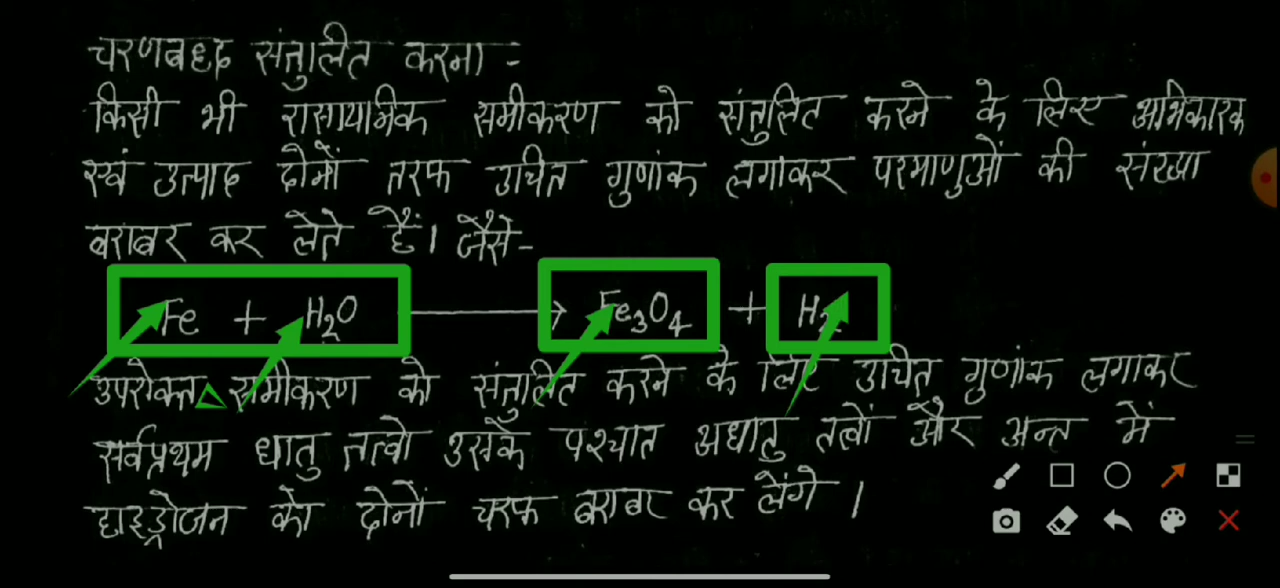 चरणबध्द संतुलित करना :-
किसी भी रासायनिक समीकरण को संतुलित करने के लिए अभिकारक
एवं उत्पाद दोनों तरफ उचित गुणांक लगाकर परमाणुओं की संख्या
बराबर कर लेते हैं। जैसे-
Fe + H₂O → Fe₃O₄ + H₂
उपरोक्त समीकरण को संतुलित करने के लिए उचित गुणांक लगाकर
सर्वप्रथम धातु तत्वो उसके पश्चात अधातु तत्वों और अन्त में
हाइड्रोजन को दोनों तरफ बराबर कर लेंगे ।